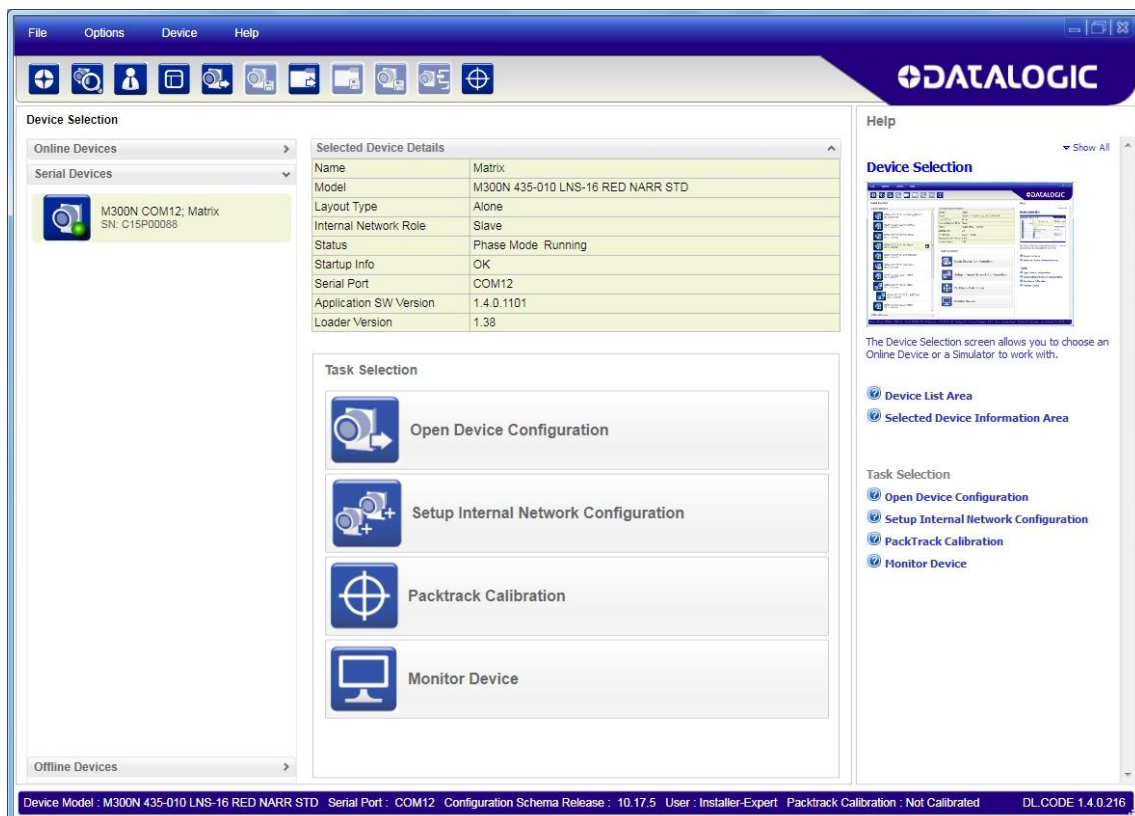 File Options Device Help
DATALOGIC
Device Selection
Online Devices
Serial Devices
M300N COM12; Matrix
SN: C15P00088
Offline Devices
Selected Device Details
Name Matrix
Model M300N 435-010 LNS-16 RED NARR STD
Layout Type Alone
Internal Network Role Slave
Status Phase Mode Running
Startup Info OK
Serial Port COM12
Application SW Version 1.4.0.1101
Loader Version 1.38
Task Selection
Open Device Configuration
Setup Internal Network Configuration
Packtrack Calibration
Monitor Device
Help
Show All
Device Selection
The Device Selection screen allows you to choose an
Online Device or a Simulator to work with.
Device List Area
Selected Device Information Area
Task Selection
Open Device Configuration
Setup Internal Network Configuration
PackTrack Calibration
Monitor Device
Device Model : M300N 435-010 LNS-16 RED NARR STD Serial Port : COM12 Configuration Schema Release : 10.17.5 User : Installer-Expert Packtrack Calibration : Not Calibrated DL.CODE 1.4.0.216